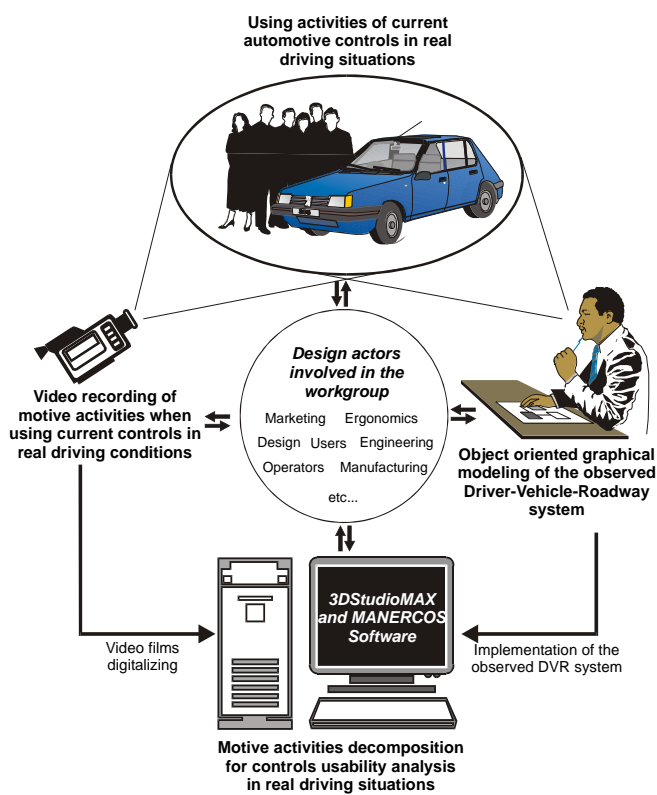 Using activities of current
automotive controls in real
driving situations
Design actors
involved in the
workgroup
Marketing Ergonomics
Design Users Engineering
Operators Manufacturing
etc...
Video recording of
motive activities when
using current controls in
real driving conditions
Object oriented graphical
modeling of the observed
Driver-Vehicle-Roadway
system
3DStudioMAX
and MANERCOS
Software
Video films
digitalizing
Implementation of the
observed DVR system
Motive activities decomposition
for controls usability analysis
in real driving situations